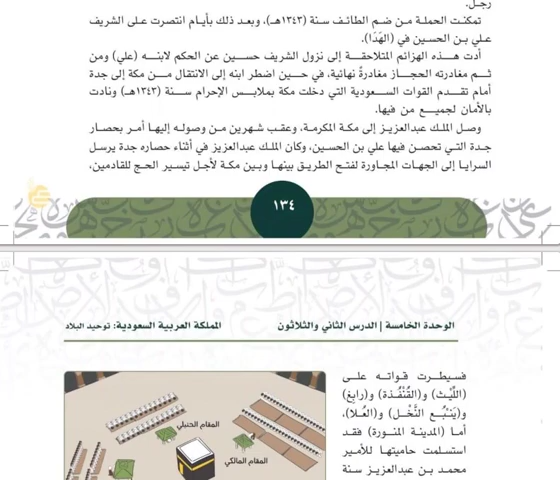 رجل.
تمكنت الحملة من ضم الطائف سنة (١٣٤٣هـ)، وبعد ذلك بأيام انتصرت على الشريف
علي بن الحسين في (الهَدَا).
أدت هذه الهزائم المتلاحقة إلى نزول الشريف حسين عن الحكم لابنه (علي) ومن
ثم مغادرته الحجاز مغادرةً نهائية، في حين اضطر ابنه إلى الانتقال من مكة إلى جدة
أمام تقدم القوات السعودية التي دخلت مكة بملابس الإحرام سنة (١٣٤٣هـ) ونادت
بالأمان لجميع من فيها.
وصل الملك عبدالعزيز إلى مكة المكرمة، وعقب شهرين من وصوله إليها أمر بحصار
جدة التي تحصن فيها علي بن الحسين، وكان الملك عبدالعزيز في أثناء حصاره جدة يرسل
السرايا إلى الجهات المجاورة لفتح الطريق بينها وبين مكة لأجل تيسير الحج للقادمين،
١٣٤
الوحدة الخامسة | الدرس الثاني والثلاثون
المملكة العربية السعودية: توحيد البلاد
فسيطرت قواته على
(اللِّيْث) و(القُنْفُذة) و(رابغ)
و(يَنْبُع النَّخْل) و(العُلا)،
أما (المدينة المنورة) فقد
استسلمت حاميتها للأمير
محمد بن عبدالعزيز سنة
المقام الحنبلي
المقام المالكي